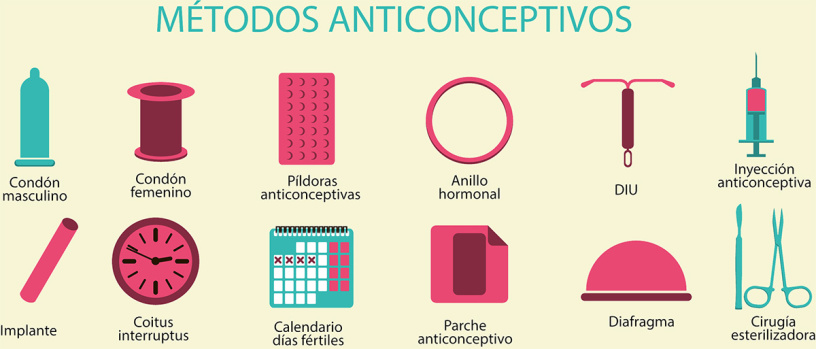 MÉTODOS ANTICONCEPTIVOS
Condón
masculino
Condón
femenino
Píldoras
anticonceptivas
Anillo
hormonal
DIU
Inyección
anticonceptiva
Implante
Coitus
interruptus
Calendario
días fértiles
Parche
anticonceptivo
Diafragma
Cirugía
esterilizadora